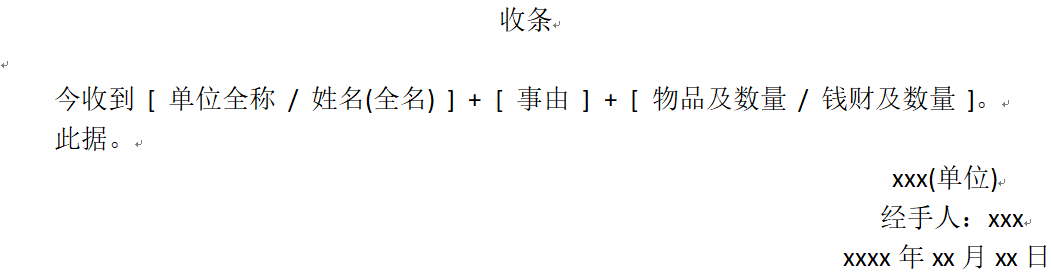 收条
今收到 [ 单位全称 / 姓名(全名) ] + [ 事由 ] + [ 物品及数量 / 钱财及数量 ]。
此据。
xxx(单位)
经手人：xxx
xxxx 年 xx 月 xx 日